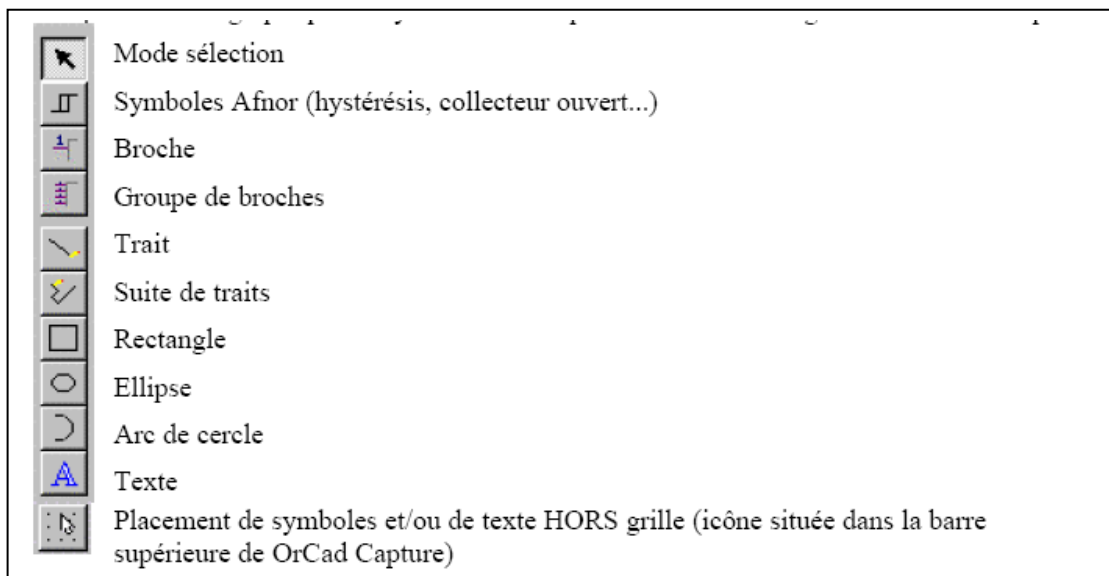 Mode sélection
Symboles Afnor (hystérésis, collecteur ouvert...)
1
Broche
Groupe de broches
Trait
Suite de traits
Rectangle
Ellipse
Arc de cercle
A
Texte
Placement de symboles et/ou de texte HORS grille (icône située dans la barre
supérieure de OrCad Capture)